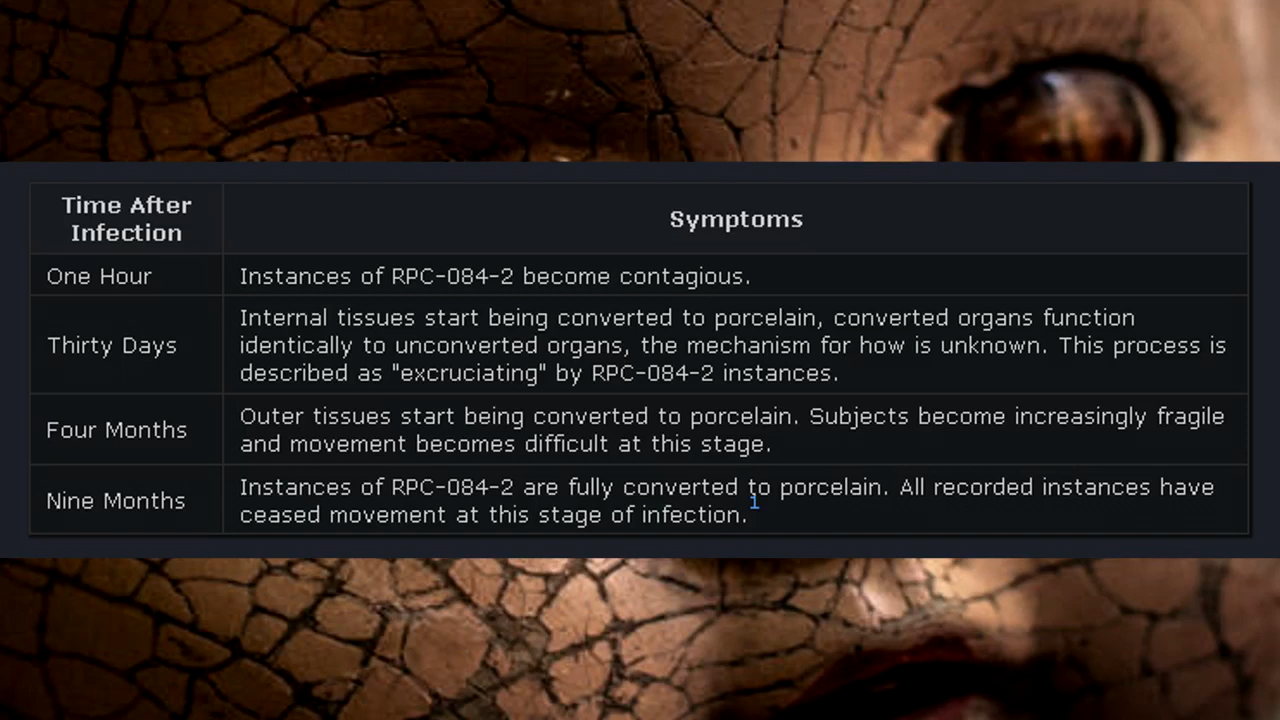 Time After
Infection
Symptoms
One Hour
Instances of RPC-084-2 become contagious.
Thirty Days
Internal tissues start being converted to porcelain, converted organs function
identically to unconverted organs, the mechanism for how is unknown. This process is
described as "excruciating" by RPC-084-2 instances.
Four Months
Outer tissues start being converted to porcelain. Subjects become increasingly fragile
and movement becomes difficult at this stage.
Nine Months
Instances of RPC-084-2 are fully converted to porcelain. All recorded instances have
ceased movement at this stage of infection.1